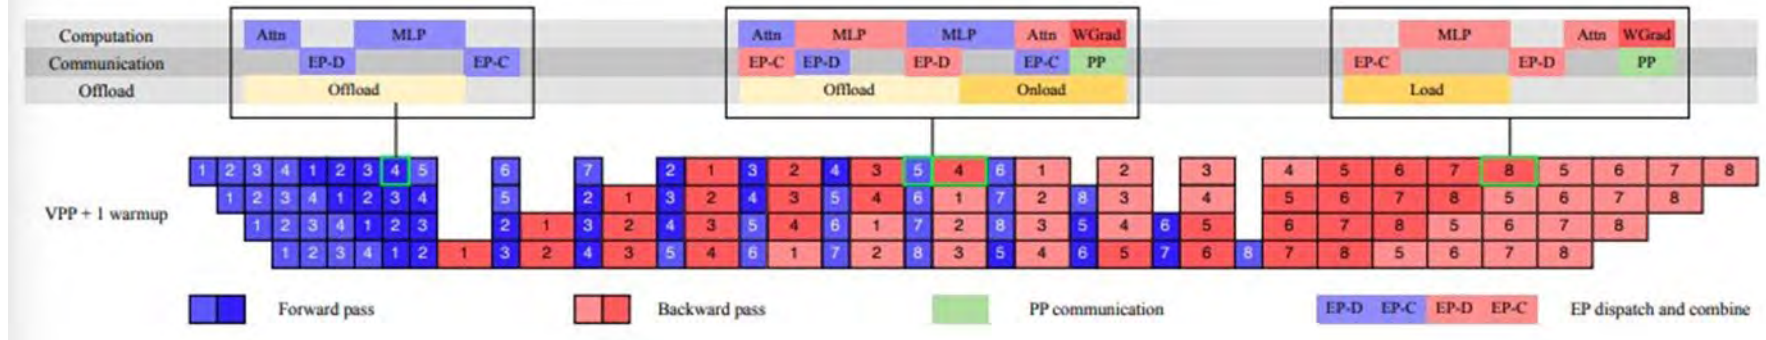 Computation Attn MLP Attn MLP MLP Attn WGrad MLP Attn WGrad
Communication EP-D EP-C EP-C EP-D EP-D EP-C PP EP-C EP-D PP
Offload Offload Offload Onload Load
1 2 3 4 1 2 3 4 5 6 7 2 1 3 2 4 3 5 4 6 1 2 3 4 5 6 7 8 5 6 7 8
1 2 3 4 1 2 3 4 5 2 1 3 2 4 3 5 4 6 1 7 2 8 3 4 5 6 7 8 5 6 7 8
VPP + 1 warmup
1 2 3 4 1 2 3 2 1 3 2 4 3 5 4 6 1 7 2 8 3 5 4 6 5 6 7 8 5 6 7 8
1 2 3 4 1 2 1 3 2 4 3 5 4 6 1 7 2 8 3 5 4 6 5 7 6 8 7 8 5 6 7 8
Forward pass Backward pass PP communication EP-D EP-C EP-D EP-C EP dispatch and combine